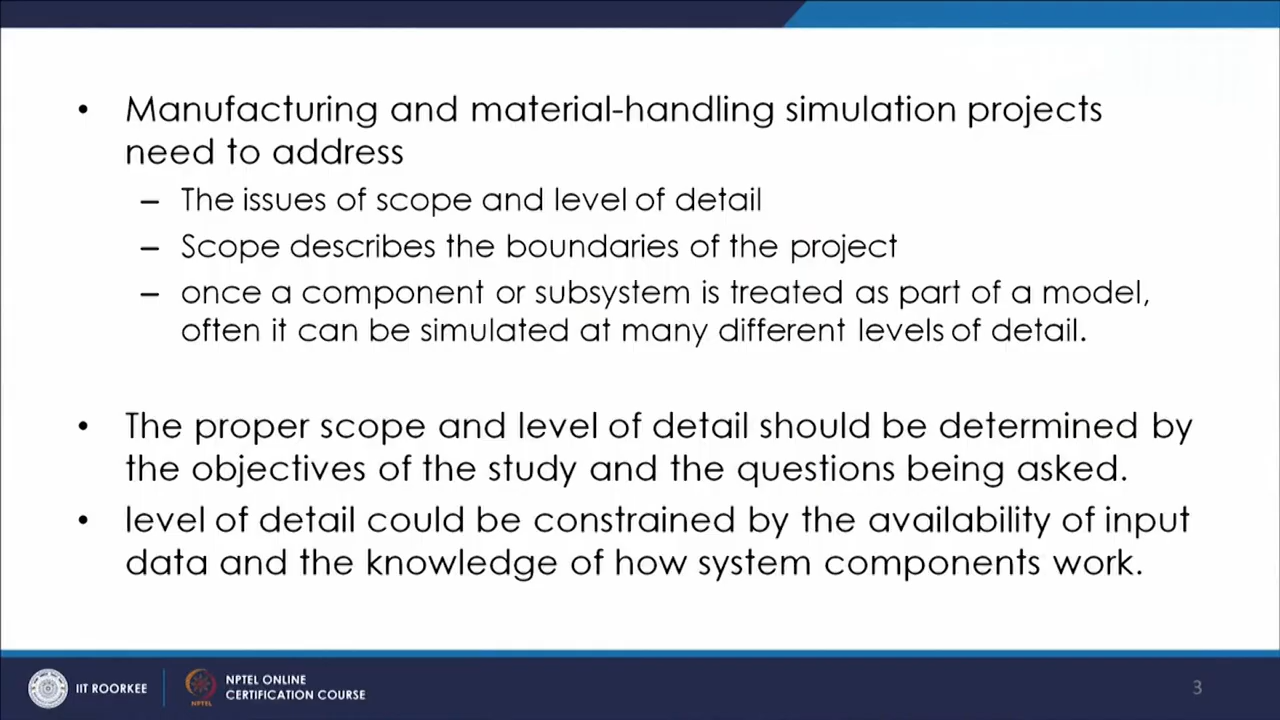 • Manufacturing and material-handling simulation projects
need to address
– The issues of scope and level of detail
– Scope describes the boundaries of the project
– once a component or subsystem is treated as part of a model,
often it can be simulated at many different levels of detail.
• The proper scope and level of detail should be determined by
the objectives of the study and the questions being asked.
• level of detail could be constrained by the availability of input
data and the knowledge of how system components work.
IIT ROORKEE
NPTEL
NPTEL ONLINE
CERTIFICATION COURSE
3